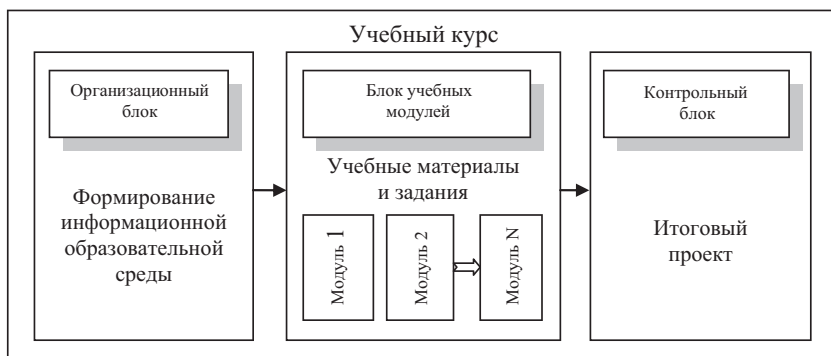 Учебный курс
Организационный
блок
Формирование
информационной
образовательной
среды
Блок учебных
модулей
Учебные материалы
и задания
Модуль 1
Модуль 2
Модуль N
Контрольный
блок
Итоговый
проект